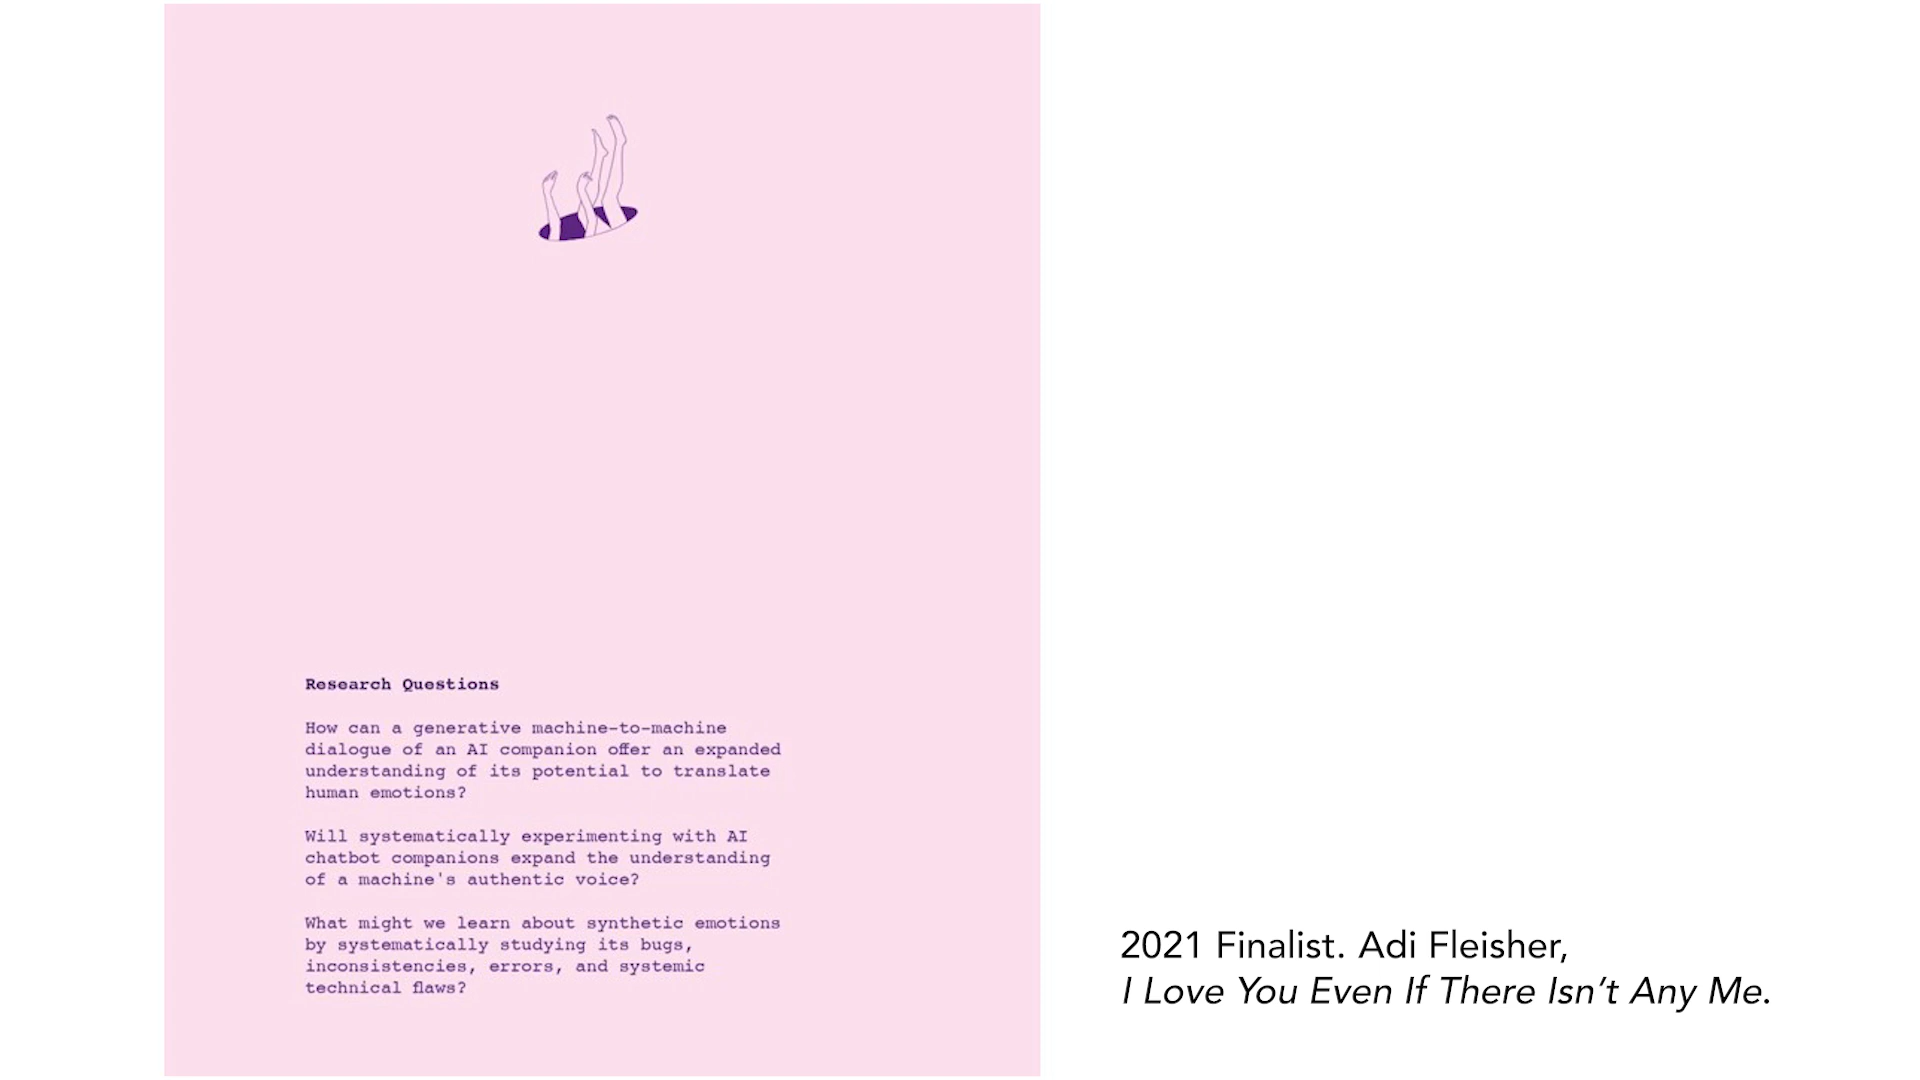 Research Questions
How can a generative machine-to-machine
dialogue of an AI companion offer an expanded
understanding of its potential to translate
human emotions?
Will systematically experimenting with AI
chatbot companions expand the understanding
of a machine's authentic voice?
What might we learn about synthetic emotions
by systematically studying its bugs,
inconsistencies, errors, and systemic
technical flaws?
2021 Finalist. Adi Fleisher,
I Love You Even If There Isn’t Any Me.